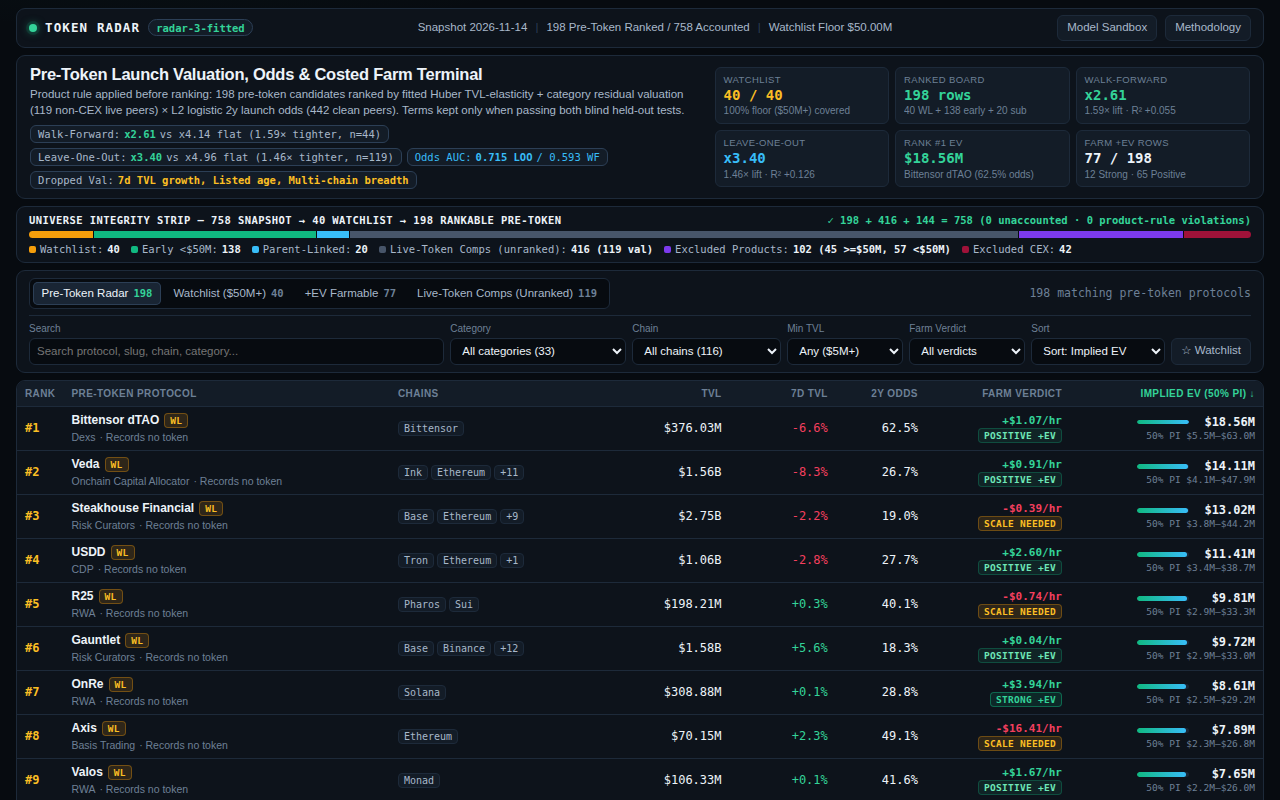 TOKEN RADAR radar-3-fitted Snapshot 2026-11-14 | 198 Pre-Token Ranked / 758 Accounted | Watchlist Floor $50.00M Model Sandbox Methodology
Pre-Token Launch Valuation, Odds & Costed Farm Terminal
Product rule applied before ranking: 198 pre-token candidates ranked by fitted Huber TVL-elasticity + category residual valuation
(119 non-CEX live peers) × L2 logistic 2y launch odds (442 clean peers). Terms kept only when passing both blind held-out tests.
Walk-Forward: x2.61 vs x4.14 flat (1.59× tighter, n=44)
Leave-One-Out: x3.40 vs x4.96 flat (1.46× tighter, n=119) Odds AUC: 0.715 LOO / 0.593 WF
Dropped Val: 7d TVL growth, Listed age, Multi-chain breadth
WATCHLIST
40 / 40
100% floor ($50M+) covered
RANKED BOARD
198 rows
40 WL + 138 early + 20 sub
WALK-FORWARD
x2.61
1.59× lift · R² +0.055
LEAVE-ONE-OUT
x3.40
1.46× lift · R² +0.126
RANK #1 EV
$18.56M
Bittensor dTAO (62.5% odds)
FARM +EV ROWS
77 / 198
12 Strong · 65 Positive
UNIVERSE INTEGRITY STRIP — 758 SNAPSHOT → 40 WATCHLIST → 198 RANKABLE PRE-TOKEN ✓ 198 + 416 + 144 = 758 (0 unaccounted · 0 product-rule violations)
Watchlist: 40 Early <$50M: 138 Parent-Linked: 20 Live-Token Comps (unranked): 416 (119 val) Excluded Products: 102 (45 >=$50M, 57 <$50M) Excluded CEX: 42
Pre-Token Radar 198 Watchlist ($50M+) 40 +EV Farmable 77 Live-Token Comps (Unranked) 119 198 matching pre-token protocols
Search Category Chain Min TVL Farm Verdict Sort
Search protocol, slug, chain, category... All categories (33) All chains (116) Any ($5M+) All verdicts Sort: Implied EV ☆ Watchlist
RANK PRE-TOKEN PROTOCOL CHAINS TVL 7D TVL 2Y ODDS FARM VERDICT IMPLIED EV (50% PI) ↓
#1 Bittensor dTAO WL Bittensor $376.03M -6.6% 62.5% +$1.07/hr $18.56M
Dexs · Records no token POSITIVE +EV 50% PI $5.5M–$63.0M
#2 Veda WL Ink Ethereum +11 $1.56B -8.3% 26.7% +$0.91/hr $14.11M
Onchain Capital Allocator · Records no token POSITIVE +EV 50% PI $4.1M–$47.9M
#3 Steakhouse Financial WL Base Ethereum +9 $2.75B -2.2% 19.0% -$0.39/hr $13.02M
Risk Curators · Records no token SCALE NEEDED 50% PI $3.8M–$44.2M
#4 USDD WL Tron Ethereum +1 $1.06B -2.8% 27.7% +$2.60/hr $11.41M
CDP · Records no token POSITIVE +EV 50% PI $3.4M–$38.7M
#5 R25 WL Pharos Sui $198.21M +0.3% 40.1% -$0.74/hr $9.81M
RWA · Records no token SCALE NEEDED 50% PI $2.9M–$33.3M
#6 Gauntlet WL Base Binance +12 $1.58B +5.6% 18.3% +$0.04/hr $9.72M
Risk Curators · Records no token POSITIVE +EV 50% PI $2.9M–$33.0M
#7 OnRe WL Solana $308.88M +0.1% 28.8% +$3.94/hr $8.61M
RWA · Records no token STRONG +EV 50% PI $2.5M–$29.2M
#8 Axis WL Ethereum $70.15M +2.3% 49.1% -$16.41/hr $7.89M
Basis Trading · Records no token SCALE NEEDED 50% PI $2.3M–$26.8M
#9 Valos WL Monad $106.33M +0.1% 41.6% +$1.67/hr $7.65M
RWA · Records no token POSITIVE +EV 50% PI $2.2M–$26.0M